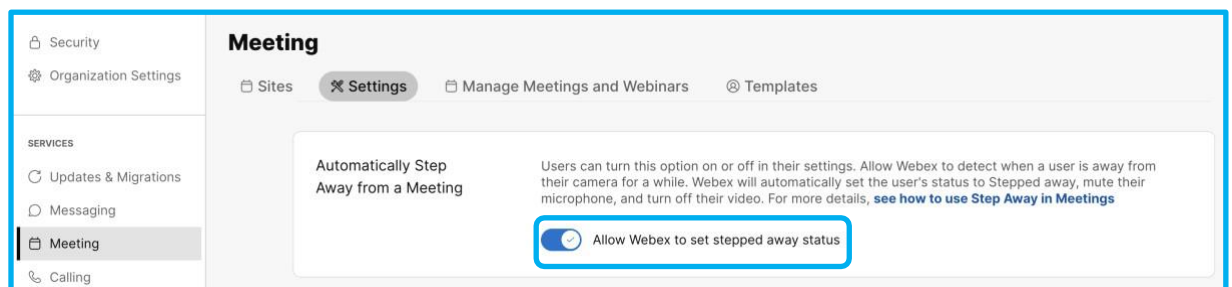 Security
Organization Settings
SERVICES
Updates & Migrations
Messaging
Meeting
Calling
Meeting
Sites
Settings
Manage Meetings and Webinars
Templates
Automatically Step
Away from a Meeting
Users can turn this option on or off in their settings. Allow Webex to detect when a user is away from
their camera for a while. Webex will automatically set the user's status to Stepped away, mute their
microphone, and turn off their video. For more details, see how to use Step Away in Meetings
Allow Webex to set stepped away status